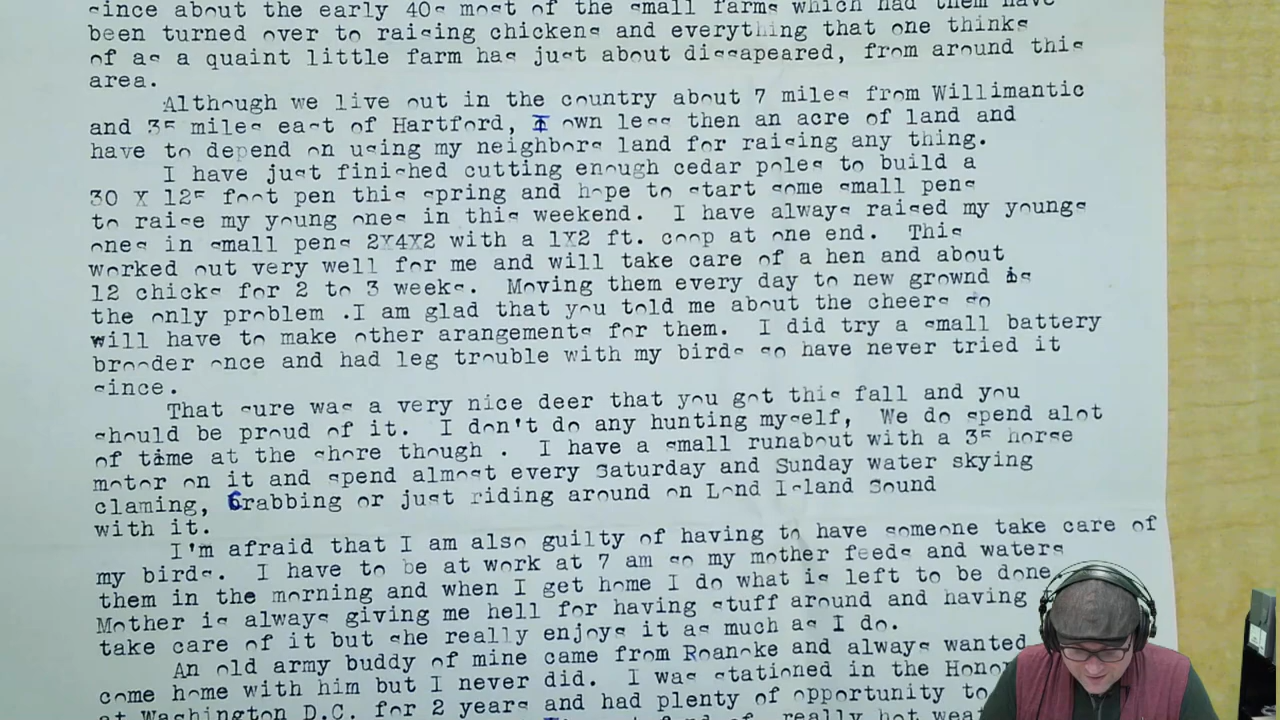 since about the early 40s most of the small farms which had them have
been turned over to raising chickens and everything that one thinks
of as a quaint little farm has just about dissapeared, from around this
area.
Although we live out in the country about 7 miles from Willimantic
and 35 miles east of Hartford, I own less then an acre of land and
have to depend on using my neighbors land for raising any thing.
I have just finished cutting enough cedar poles to build a
30 X 125 foot pen this spring and hope to start some small pens
to raise my young ones in this weekend. I have always raised my youngs
ones in small pens 2X4X2 with a 1X2 ft. coop at one end. This
worked out very well for me and will take care of a hen and about
12 chicks for 2 to 3 weeks. Moving them every day to new grownd is
the only problem .I am glad that you told me about the cheers so
will have to make other arangements for them. I did try a small battery
brooder once and had leg trouble with my birds so have never tried it
since.
That sure was a very nice deer that you got this fall and you
should be proud of it. I don't do any hunting myself, We do spend alot
of time at the shore though . I have a small runabout with a 35 horse
motor on it and spend almost every Saturday and Sunday water skying
claming, Crabbing or just riding around on Lond Island Sound
with it.
I'm afraid that I am also guilty of having to have someone take care of
my birds. I have to be at work at 7 am so my mother feeds and waters
them in the morning and when I get home I do what is left to be done
Mother is always giving me hell for having stuff around and having
take care of it but she really enjoys it as much as I do.
An old army buddy of mine came from Roanoke and always wanted
come home with him but I never did. I was stationed in the Honor
at Washington D.C. for 2 years and had plenty of opportunity to
really hot